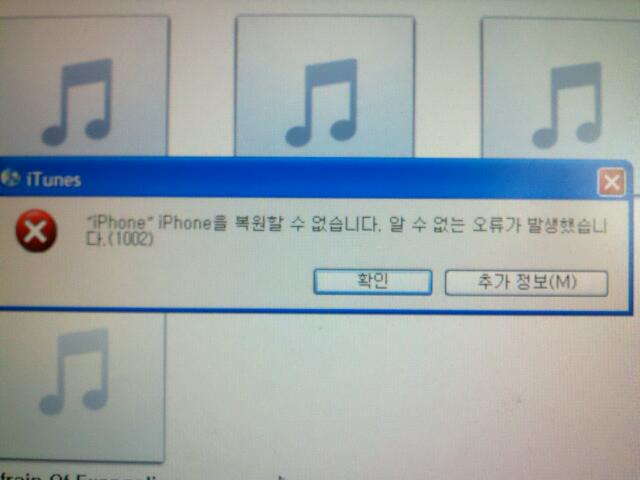 iTunes
"iPhone" iPhone을 복원할 수 없습니다. 알 수 없는 오류가 발생했습니
다.(1002)
확인
추가 정보(M)